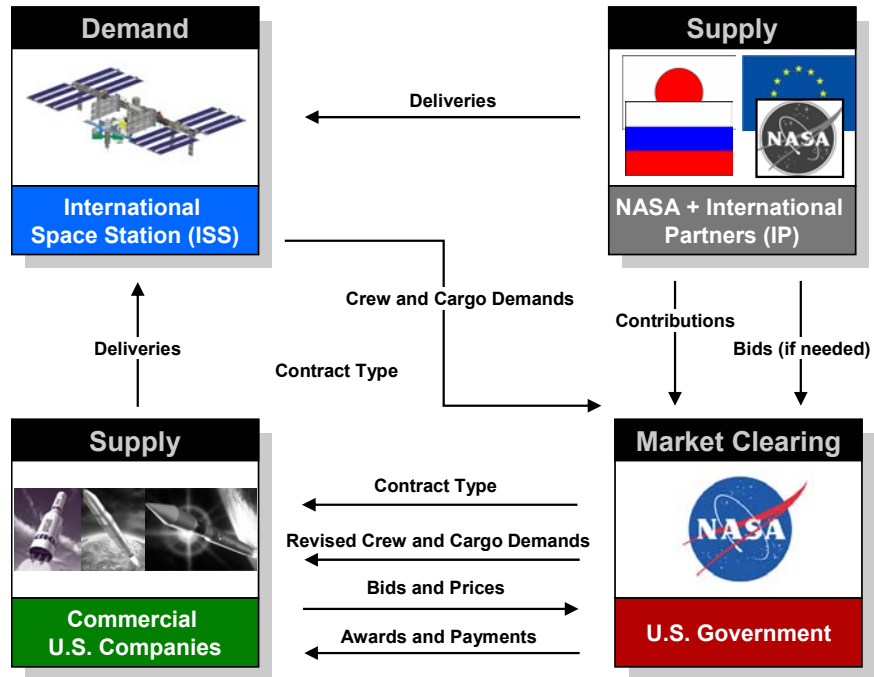 Demand
International
Space Station (ISS)
Supply
NASA
NASA + International
Partners (IP)
Deliveries
Crew and Cargo Demands
Contributions
Bids (if needed)
Deliveries
Contract Type
Supply
Commercial
U.S. Companies
Contract Type
Revised Crew and Cargo Demands
Bids and Prices
Awards and Payments
Market Clearing
NASA
U.S. Government